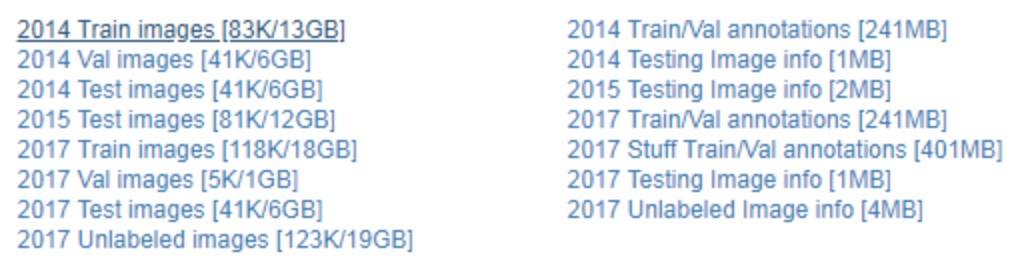 2014 Train images [83K/13GB]
2014 Val images [41K/6GB]
2014 Test images [41K/6GB]
2015 Test images [81K/12GB]
2017 Train images [118K/18GB]
2017 Val images [5K/1GB]
2017 Test images [41K/6GB]
2017 Unlabeled images [123K/19GB]
2014 Train/Val annotations [241MB]
2014 Testing Image info [1MB]
2015 Testing Image info [2MB]
2017 Train/Val annotations [241MB]
2017 Stuff Train/Val annotations [401MB]
2017 Testing Image info [1MB]
2017 Unlabeled Image info [4MB]